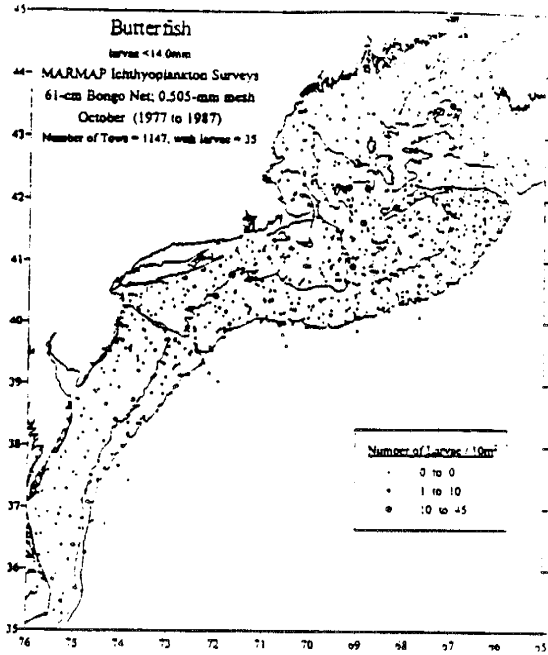 Butterfish
larvae <14.0mm
MARMAP Ichthyoplankton Surveys
61-cm Bongo Net; 0.505-mm mesh
October (1977 to 1987)
Number of Tows = 1147, with larvae = 35
45
44
43
42
41
40
39
38
37
36
35
Number of Larvae / 10m²
0 to 0
1 to 10
10 to 45
76 75 74 73 72 71 70 69 68 67 66 65